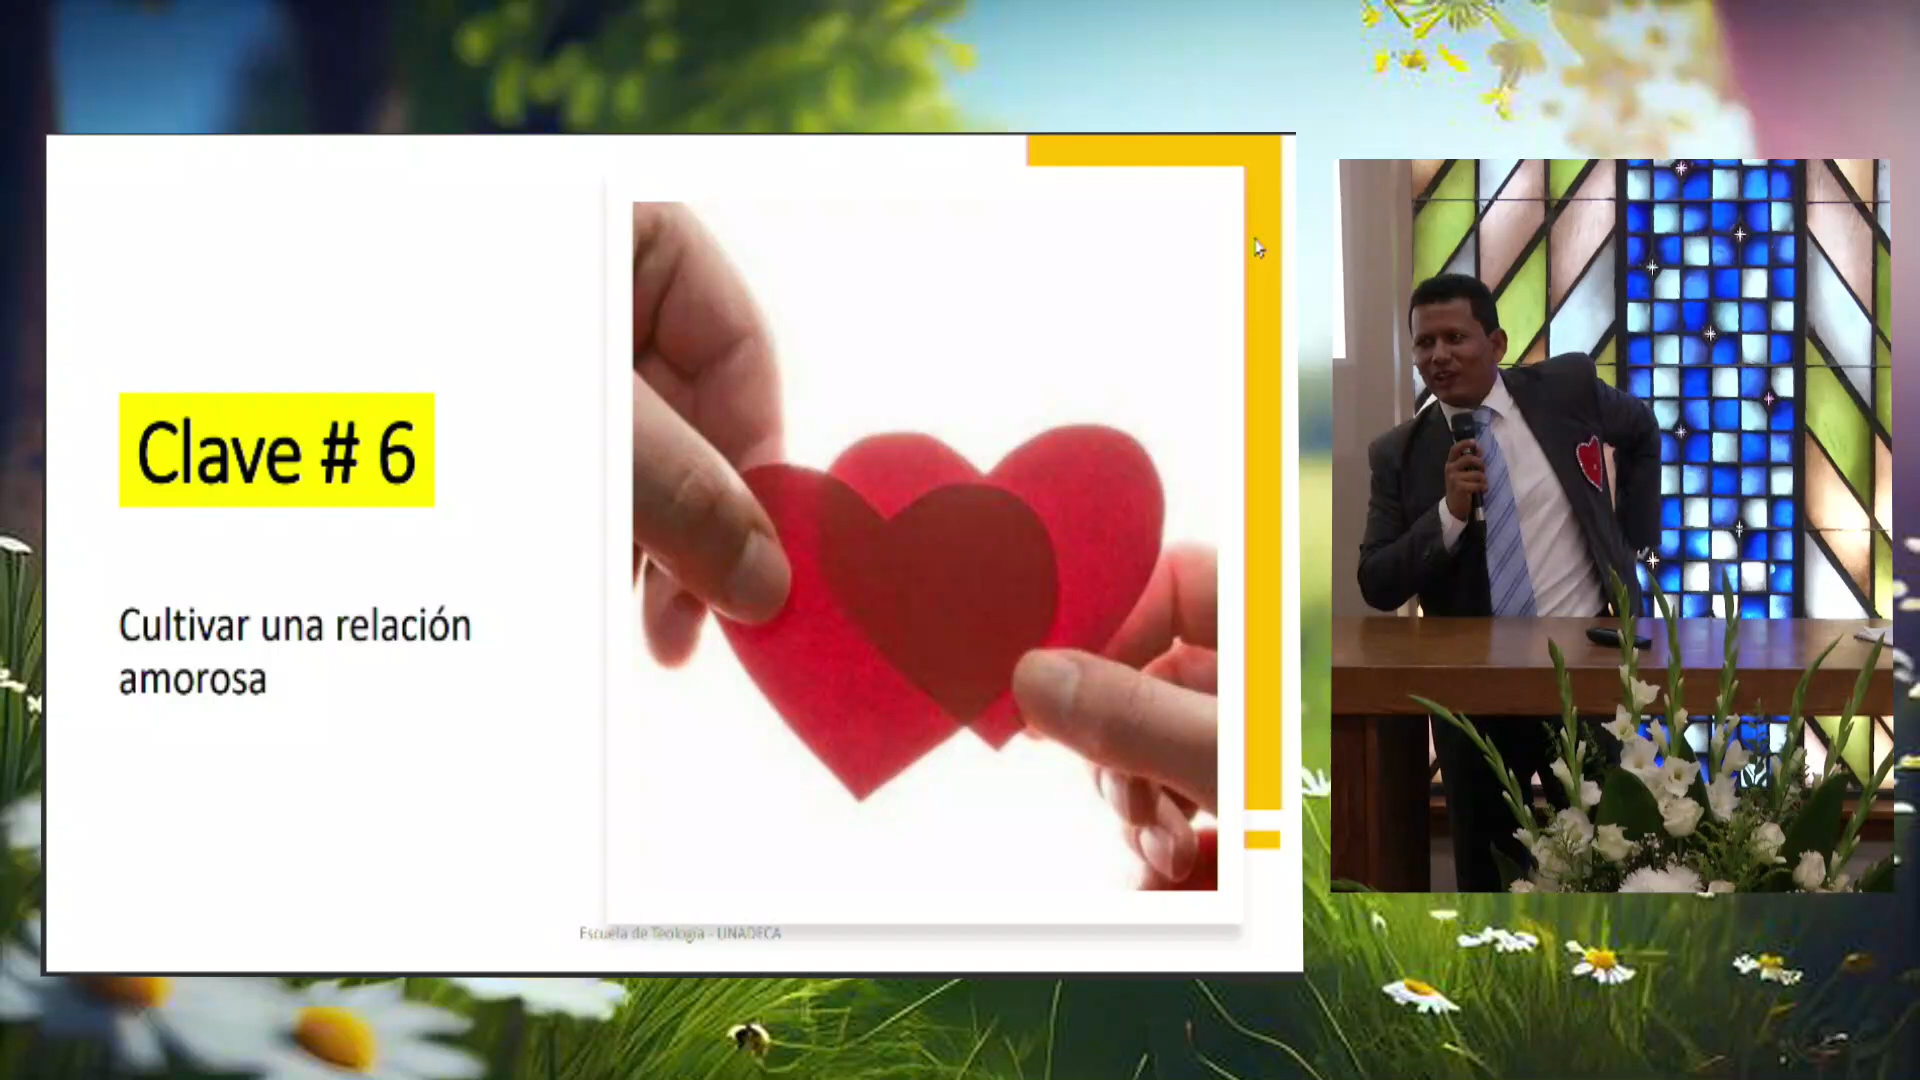 Clave # 6
Cultivar una relación
amorosa
Escuela de Teología - UNADECA